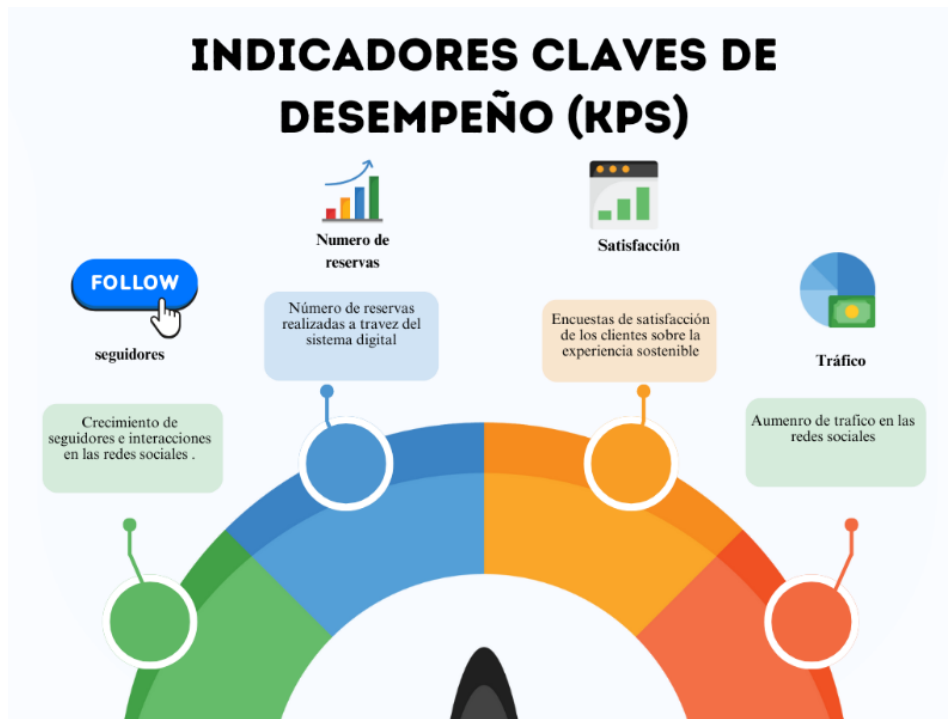 INDICADORES CLAVES DE
DESEMPEÑO (KPS)
FOLLOW
seguidores
Crecimiento de
seguidores e interacciones
en las redes sociales .
Numero de
reservas
Número de reservas
realizadas a travez del
sistema digital
Satisfacción
Encuestas de satisfacción
de los clientes sobre la
experiencia sostenible
Tráfico
Aumenro de trafico en las
redes sociales